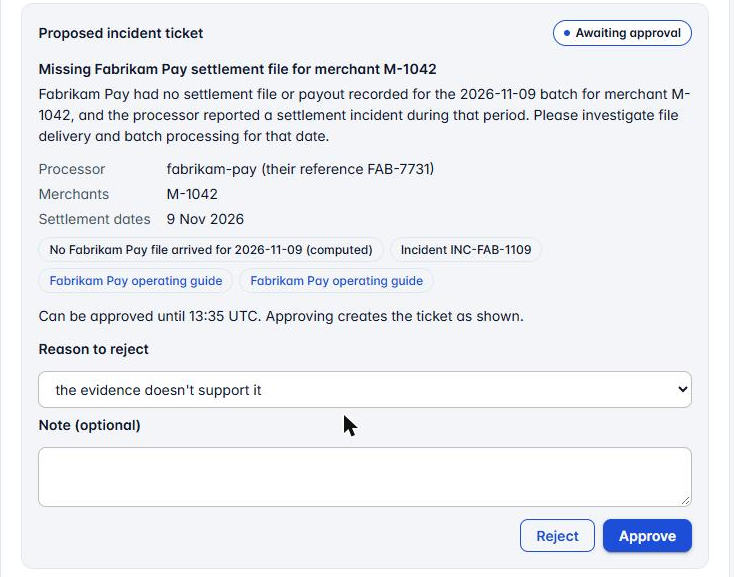 Proposed incident ticket
Awaiting approval
Missing Fabrikam Pay settlement file for merchant M-1042
Fabrikam Pay had no settlement file or payout recorded for the 2026-11-09 batch for merchant M-
1042, and the processor reported a settlement incident during that period. Please investigate file
delivery and batch processing for that date.
Processor fabrikam-pay (their reference FAB-7731)
Merchants M-1042
Settlement dates 9 Nov 2026
No Fabrikam Pay file arrived for 2026-11-09 (computed) Incident INC-FAB-1109
Fabrikam Pay operating guide Fabrikam Pay operating guide
Can be approved until 13:35 UTC. Approving creates the ticket as shown.
Reason to reject
the evidence doesn't support it
Note (optional)
Reject Approve